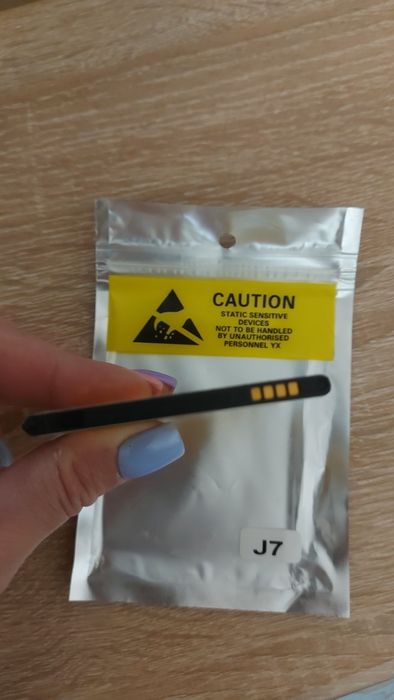 CAUTION
STATIC SENSITIVE
DEVICES
NOT TO BE HANDLED
BY UNAUTHORISED
PERSONNEL YX
J7